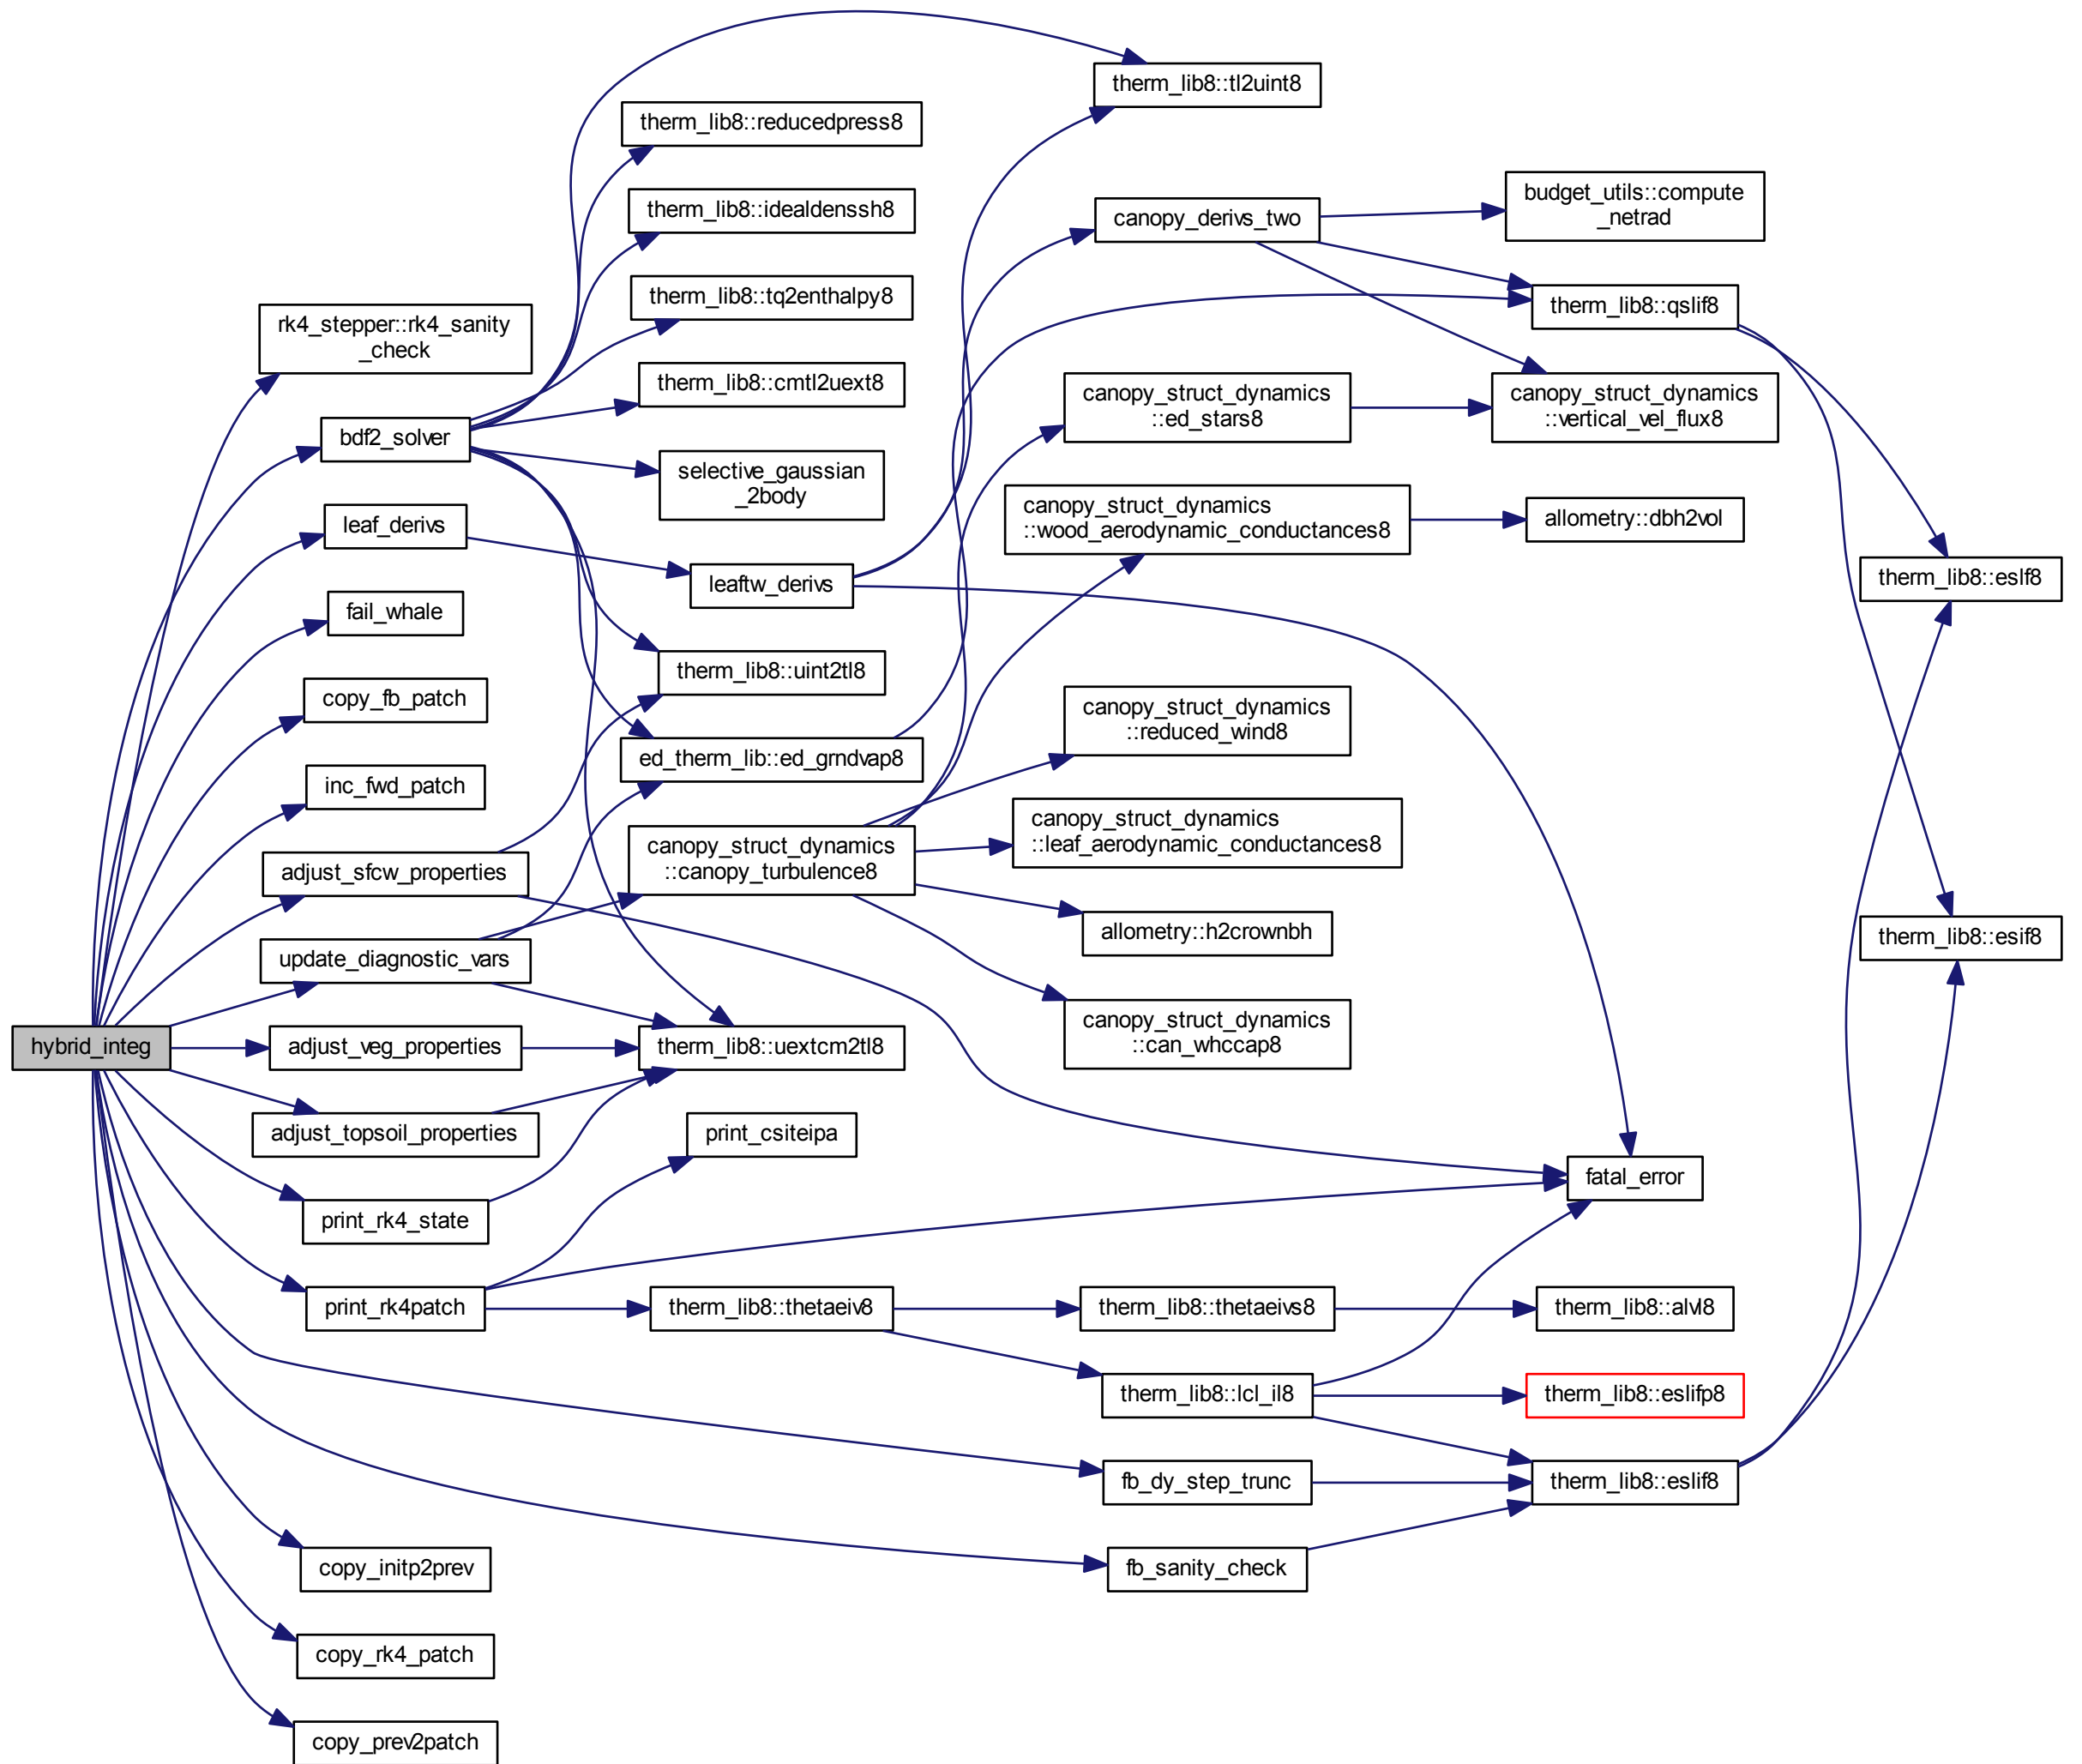 hybrid_integ
rk4_stepper::rk4_sanity
_check
bdf2_solver
leaf_derivs
fail_whale
copy_fb_patch
inc_fwd_patch
adjust_sfcw_properties
update_diagnostic_vars
adjust_veg_properties
adjust_topsoil_properties
print_rk4_state
print_rk4patch
copy_initp2prev
copy_rk4_patch
copy_prev2patch
therm_lib8::reducedpress8
therm_lib8::idealdenssh8
therm_lib8::tq2enthalpy8
therm_lib8::cmtl2uext8
selective_gaussian
_2body
leaftw_derivs
therm_lib8::uint2tl8
ed_therm_lib::ed_grndvap8
canopy_struct_dynamics
::canopy_turbulence8
therm_lib8::uextcm2tl8
print_csiteipa
therm_lib8::thetaeiv8
therm_lib8::tl2uint8
canopy_derivs_two
canopy_struct_dynamics
::ed_stars8
canopy_struct_dynamics
::wood_aerodynamic_conductances8
canopy_struct_dynamics
::reduced_wind8
canopy_struct_dynamics
::leaf_aerodynamic_conductances8
allometry::h2crownbh
canopy_struct_dynamics
::can_whccap8
therm_lib8::thetaeivs8
therm_lib8::lcl_il8
fb_dy_step_trunc
fb_sanity_check
budget_utils::compute
_netrad
therm_lib8::qslif8
canopy_struct_dynamics
::vertical_vel_flux8
allometry::dbh2vol
fatal_error
therm_lib8::alvl8
therm_lib8::eslifp8
therm_lib8::eslif8
therm_lib8::eslf8
therm_lib8::esif8